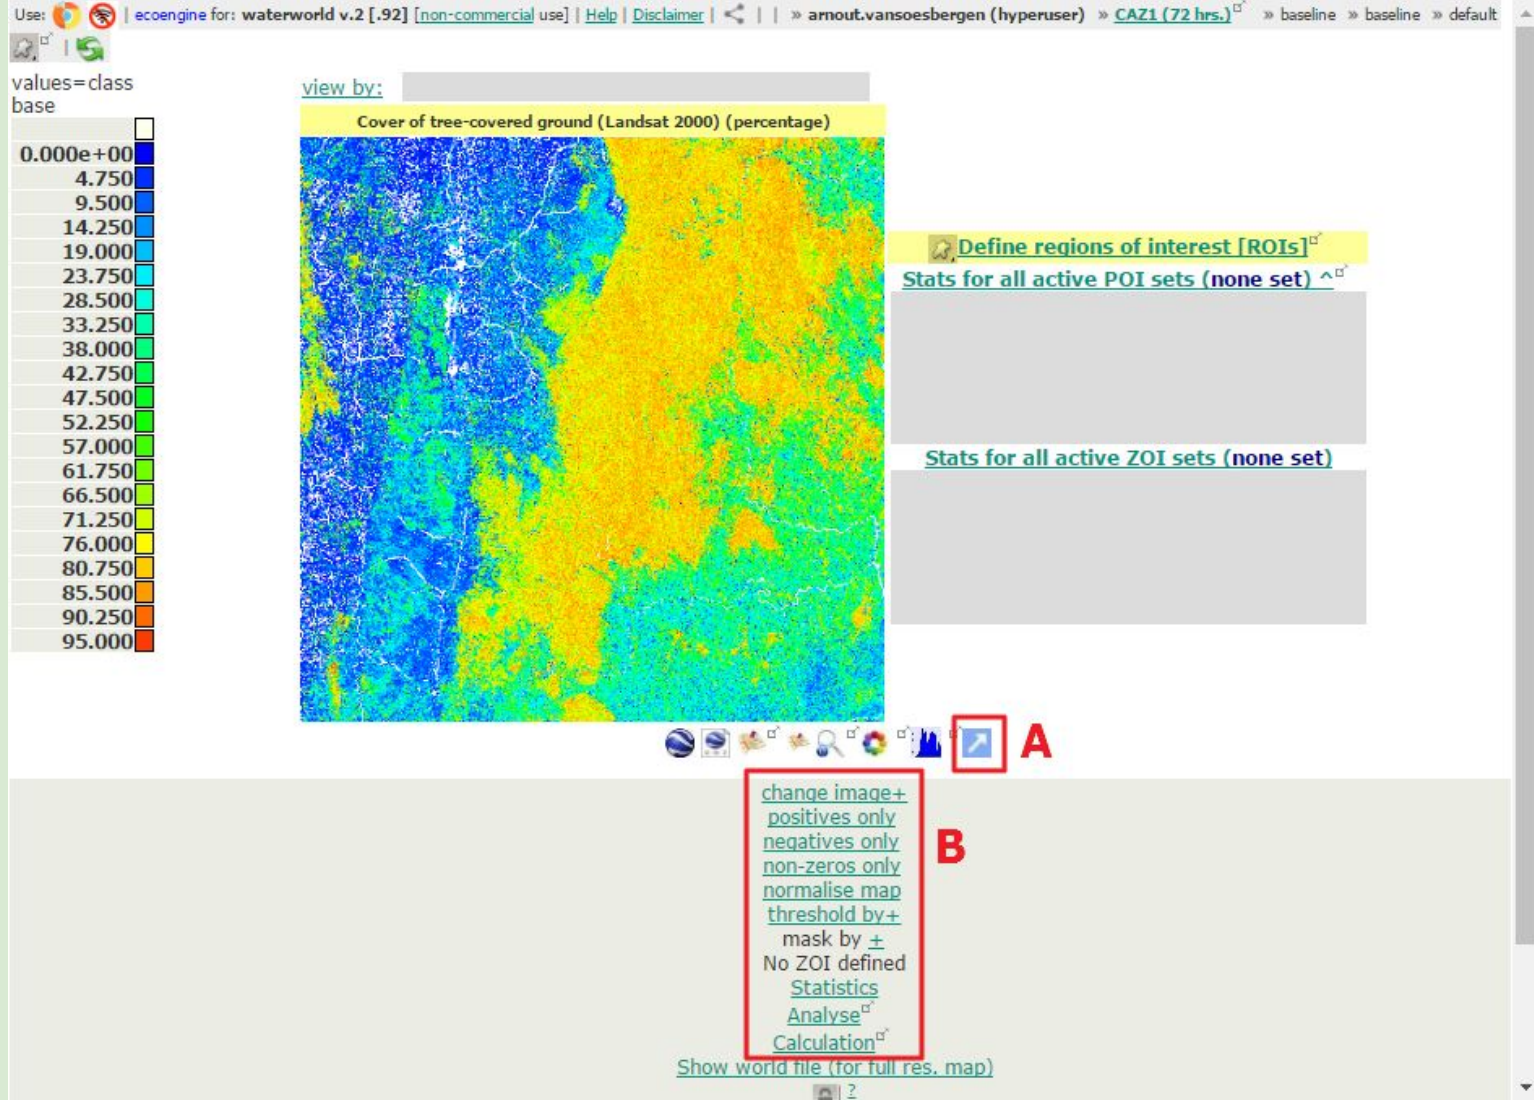 Use: | ecoengine for: waterworld v.2 [.92] [non-commercial use] | Help | Disclaimer | | | » arnout.vansoesbergen (hyperuser) » CAZ1 (72 hrs.) » baseline » baseline » default
|
values=class
base
view by:
Cover of tree-covered ground (Landsat 2000) (percentage)
0.000e+00
4.750
9.500
14.250
19.000
23.750
28.500
33.250
38.000
42.750
47.500
52.250
57.000
61.750
66.500
71.250
76.000
80.750
85.500
90.250
95.000
Define regions of interest [ROIs]
Stats for all active POI sets (none set) ^
Stats for all active ZOI sets (none set)
A
change image+
positives only
negatives only
non-zeros only
normalise map
threshold by+
mask by +
No ZOI defined
Statistics
Analyse
Calculation
B
Show world file (for full res. map)
| ?